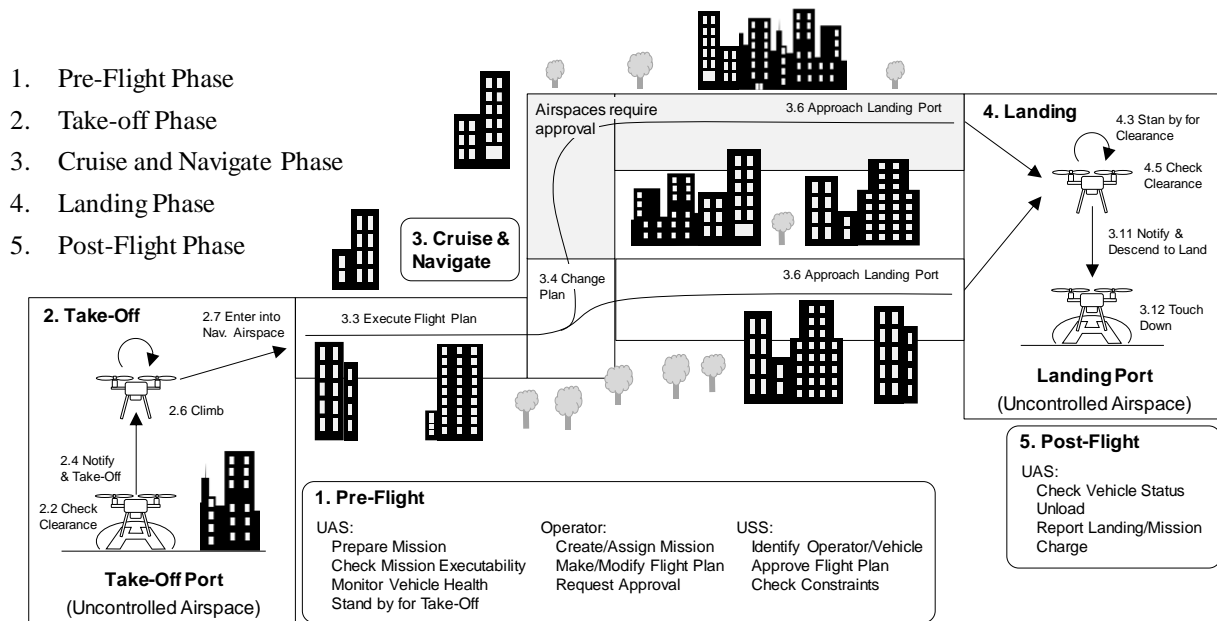 1. Pre-Flight Phase
2. Take-off Phase
3. Cruise and Navigate Phase
4. Landing Phase
5. Post-Flight Phase
Airspaces require
approval
3.6 Approach Landing Port
4. Landing
4.3 Stan by for
Clearance
4.5 Check
Clearance
3. Cruise &
Navigate
3.11 Notify &
Descend to Land
3.4 Change
Plan
3.6 Approach Landing Port
2. Take-Off
2.7 Enter into
Nav. Airspace
3.3 Execute Flight Plan
3.12 Touch
Down
2.6 Climb
Landing Port
(Uncontrolled Airspace)
2.4 Notify
& Take-Off
2.2 Check
Clearance
Take-Off Port
(Uncontrolled Airspace)
1. Pre-Flight
UAS:
Prepare Mission
Check Mission Executability
Monitor Vehicle Health
Stand by for Take-Off
Operator:
Create/Assign Mission
Make/Modify Flight Plan
Request Approval
USS:
Identify Operator/Vehicle
Approve Flight Plan
Check Constraints
5. Post-Flight
UAS:
Check Vehicle Status
Unload
Report Landing/Mission
Charge